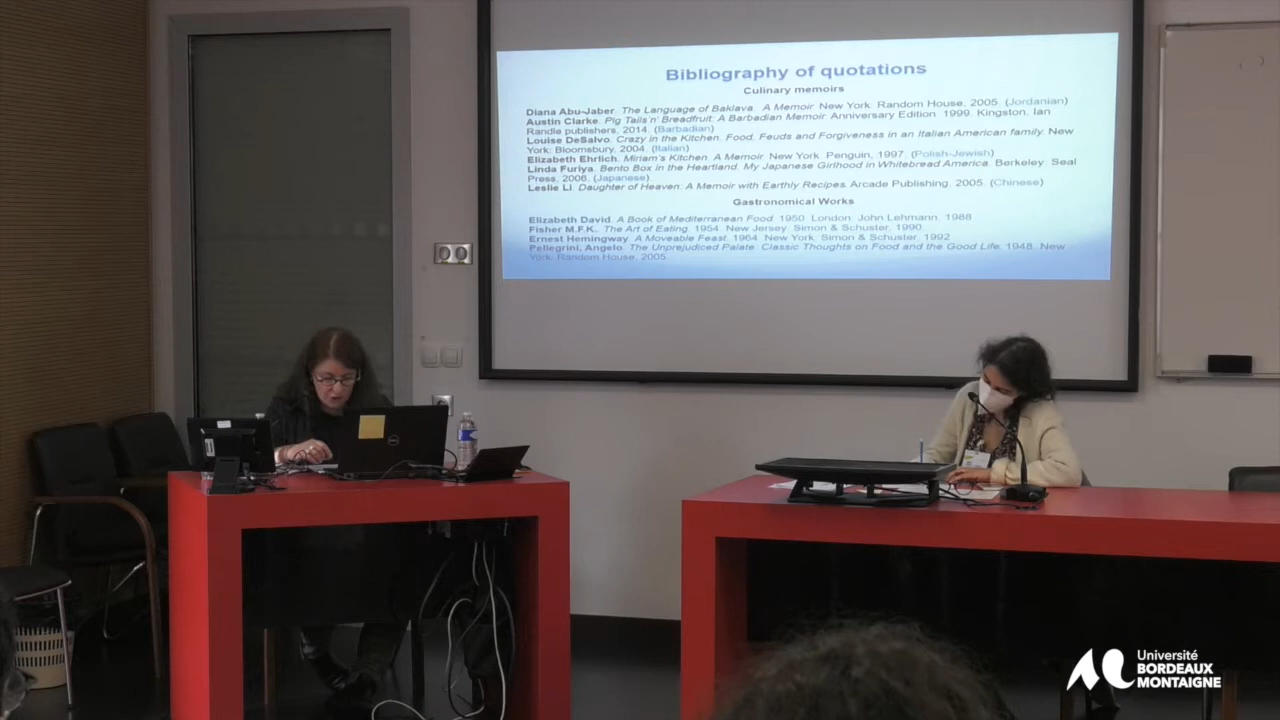 Bibliography of quotations
Culinary memoirs
Diana Abu-Jaber. The Language of Baklava. A Memoir. New York. Random House, 2005. (Jordanian)
Austin Clarke. Pig Tails'n' Breadfruit: A Barbadian Memoir. Anniversary Edition. 1999. Kingston, Ian
Randle publishers, 2014. (Barbadian)
Louise DeSalvo. Crazy in the Kitchen. Food, Feuds and Forgiveness in an Italian American family. New
York: Bloomsbury, 2004. (Italian)
Elizabeth Ehrlich. Miriam's Kitchen. A Memoir. New York. Penguin, 1997. (Polish-Jewish)
Linda Furiya. Bento Box in the Heartland. My Japanese Girlhood in Whitebread America. Berkeley: Seal
Press, 2006. (Japanese)
Leslie Li. Daughter of Heaven: A Memoir with Earthly Recipes. Arcade Publishing. 2005. (Chinese)
Gastronomical Works
Elizabeth David. A Book of Mediterranean Food. 1950. London: John Lehmann, 1988
Fisher M.F.K.. The Art of Eating. 1954. New Jersey. Simon & Schuster, 1990.
Ernest Hemingway. A Moveable Feast. 1964. New York. Simon & Schuster, 1992
Pellegrini, Angelo. The Unprejudiced Palate: Classic Thoughts on Food and the Good Life. 1948. New
York: Random House, 2005.
DELL
Université
BORDEAUX
MONTAIGNE